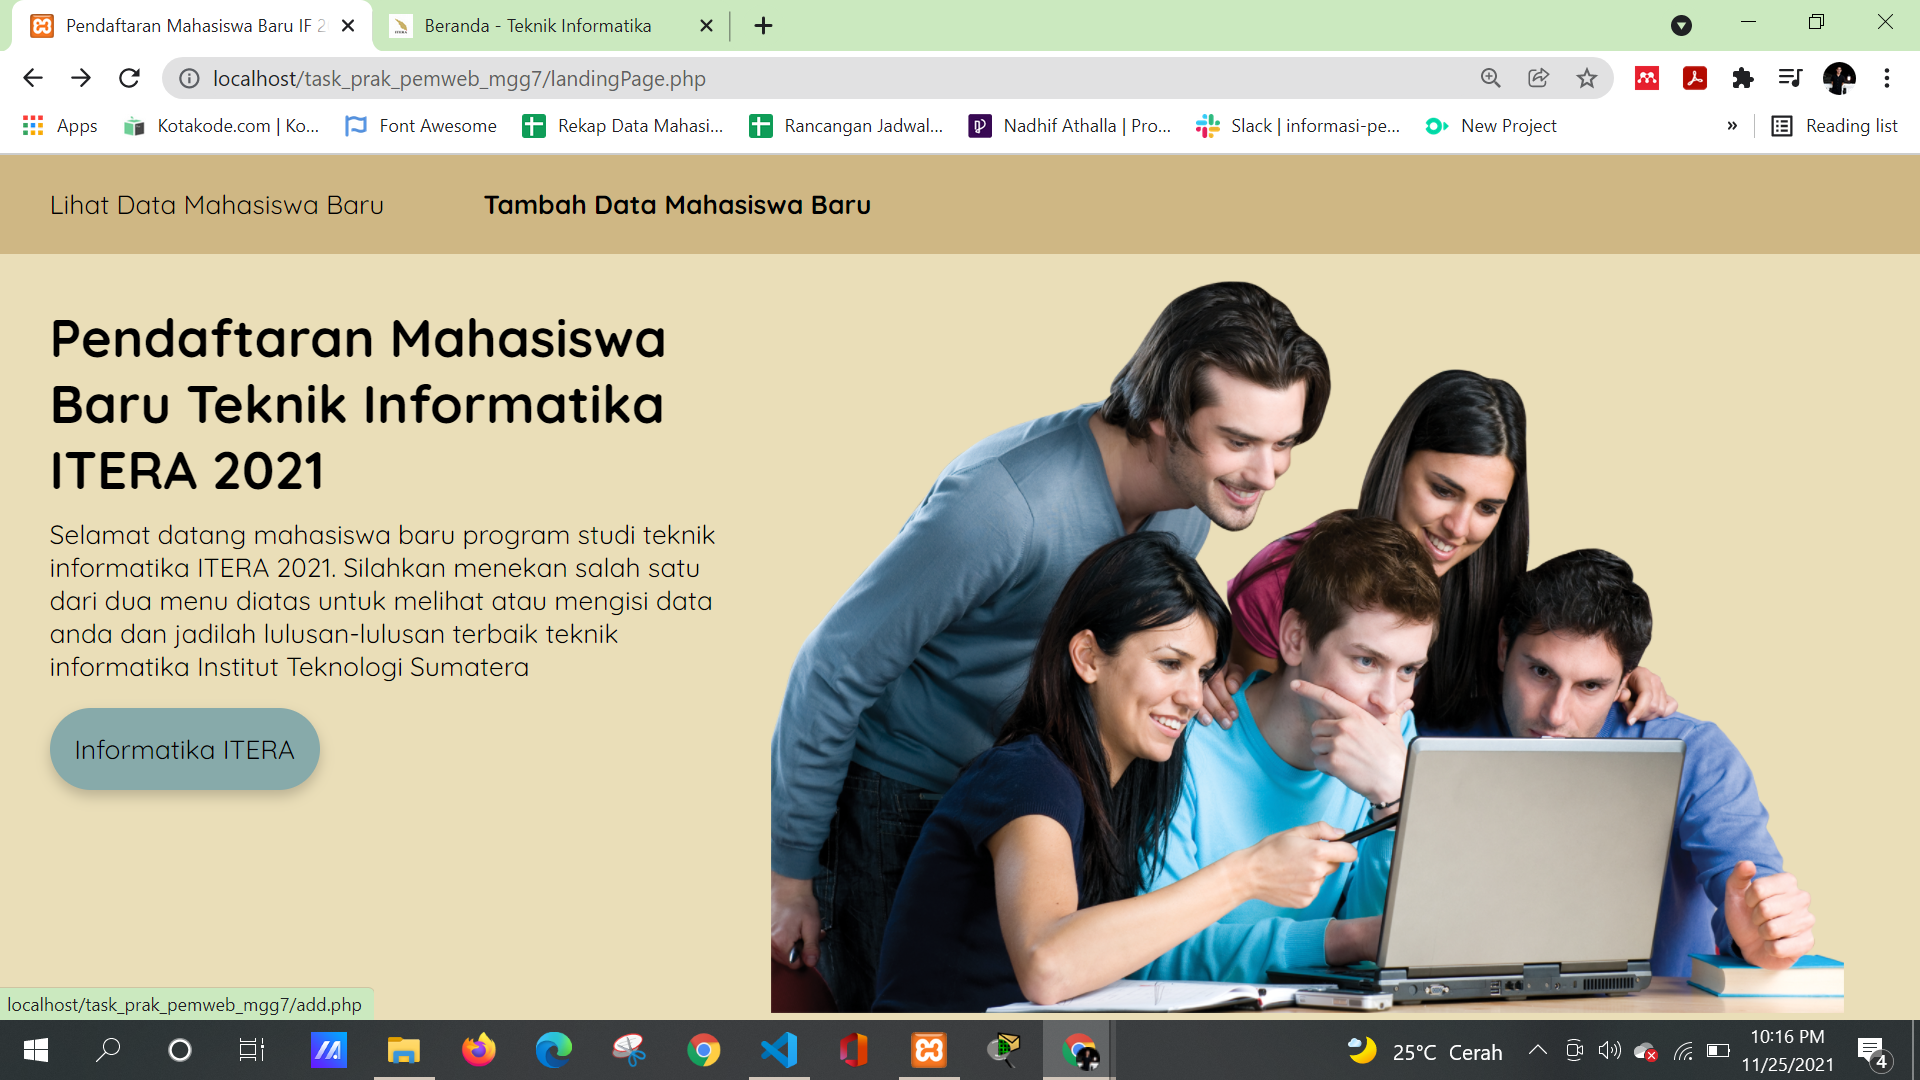 Pendaftaran Mahasiswa Baru IF 2
Beranda - Teknik Informatika
localhost/task_prak_pemweb_mgg7/landingPage.php
Apps
Kotakode.com | Ko...
Font Awesome
Rekap Data Mahasi...
Rancangan Jadwal...
Nadhif Athalla | Pro...
Slack | informasi-pe...
New Project
»
Reading list
Lihat Data Mahasiswa Baru
Tambah Data Mahasiswa Baru
Pendaftaran Mahasiswa
Baru Teknik Informatika
ITERA 2021
Selamat datang mahasiswa baru program studi teknik
informatika ITERA 2021. Silahkan menekan salah satu
dari dua menu diatas untuk melihat atau mengisi data
anda dan jadilah lulusan-lulusan terbaik teknik
informatika Institut Teknologi Sumatera
Informatika ITERA
localhost/task_prak_pemweb_mgg7/add.php
25°C Cerah
10:16 PM
11/25/2021
4